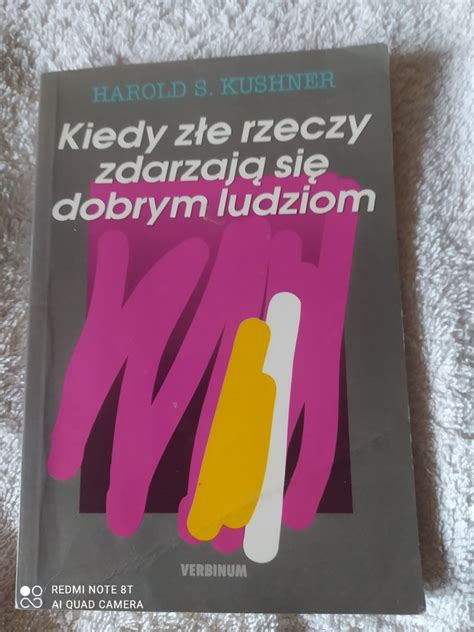 HAROLD S. KUSHNER
Kiedy złe rzeczy
zdarzają się
dobrym ludziom
VERBINUM
REDMI NOTE 8T
AI QUAD CAMERA